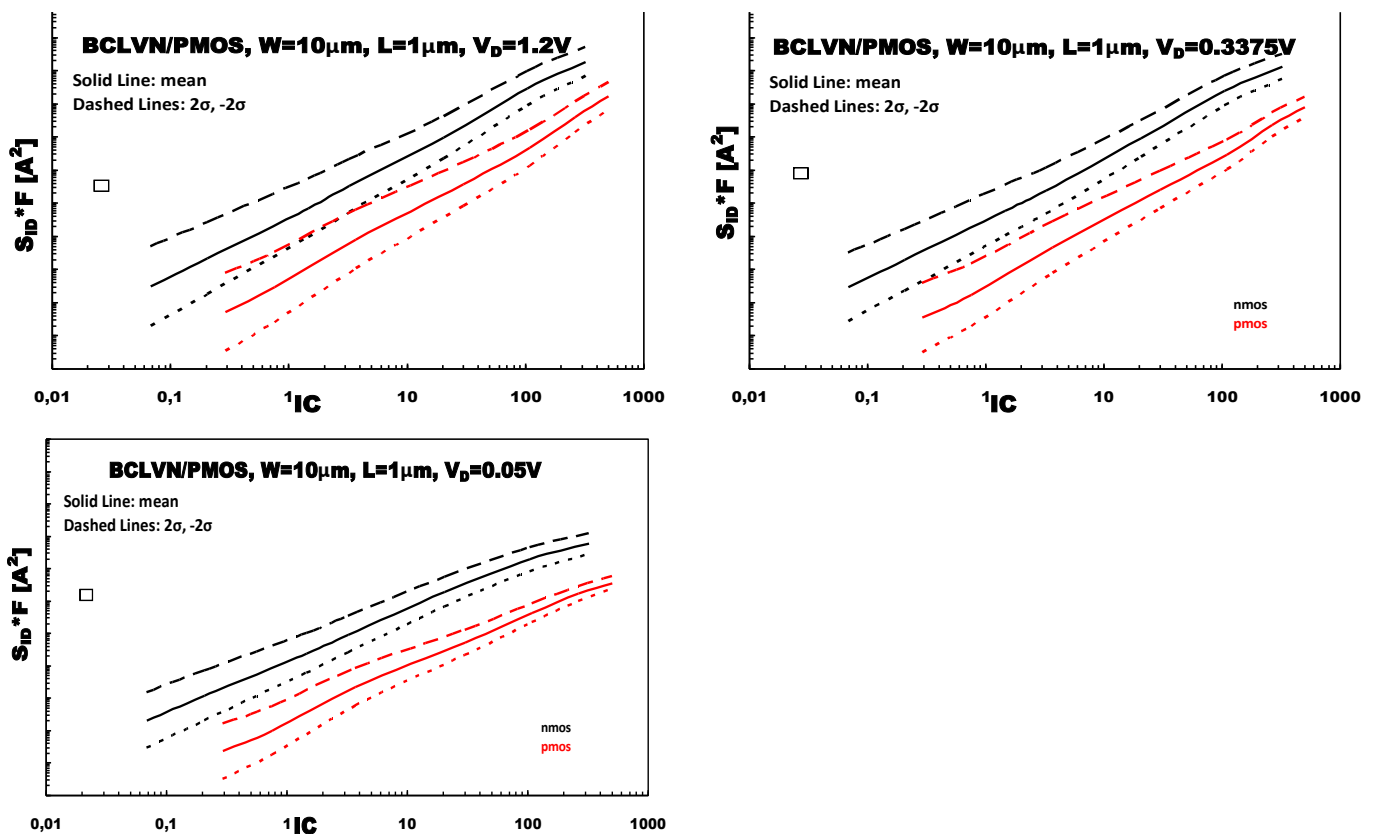 BCLVN/PMOS, W=10μm, L=1μm, V_D=1.2V
Solid Line: mean
Dashed Lines: 2σ, -2σ
S_ID*F [A²]
0,01 0,1 1 10 100 1000
IC
BCLVN/PMOS, W=10μm, L=1μm, V_D=0.3375V
Solid Line: mean
Dashed Lines: 2σ, -2σ
S_ID*F [A²]
nmos
pmos
0,01 0,1 1 10 100 1000
IC
BCLVN/PMOS, W=10μm, L=1μm, V_D=0.05V
Solid Line: mean
Dashed Lines: 2σ, -2σ
S_ID*F [A²]
nmos
pmos
0,01 0,1 1 10 100 1000
IC